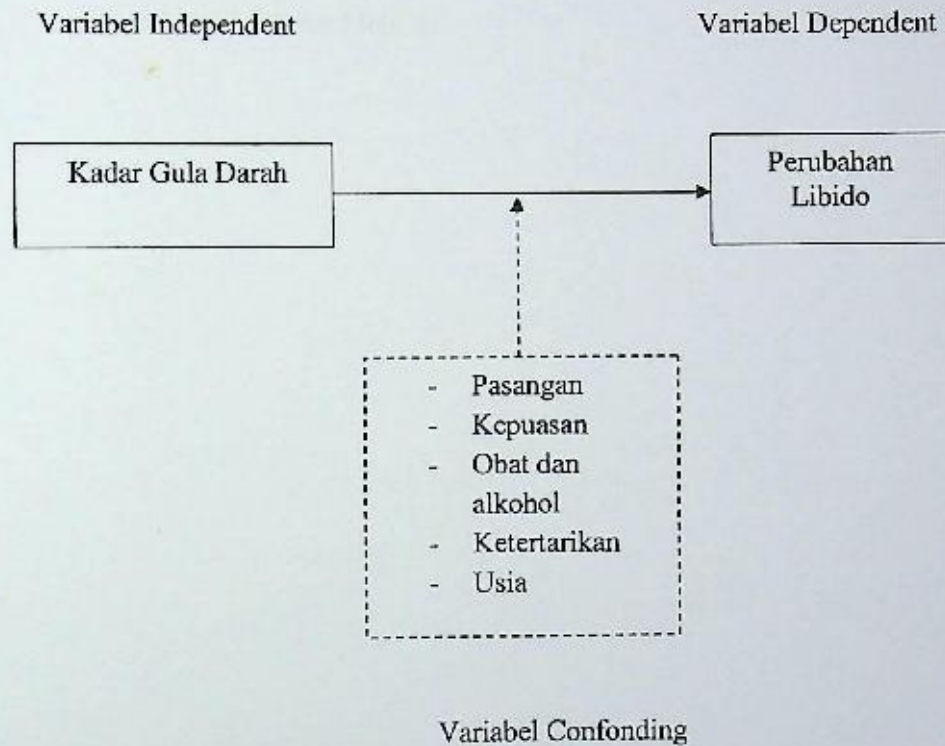 Variabel Independent
Variabel Dependent
Kadar Gula Darah
Perubahan
Libido
- Pasangan
- Kepuasan
- Obat dan
alkohol
- Ketertarikan
- Usia
Variabel Confonding